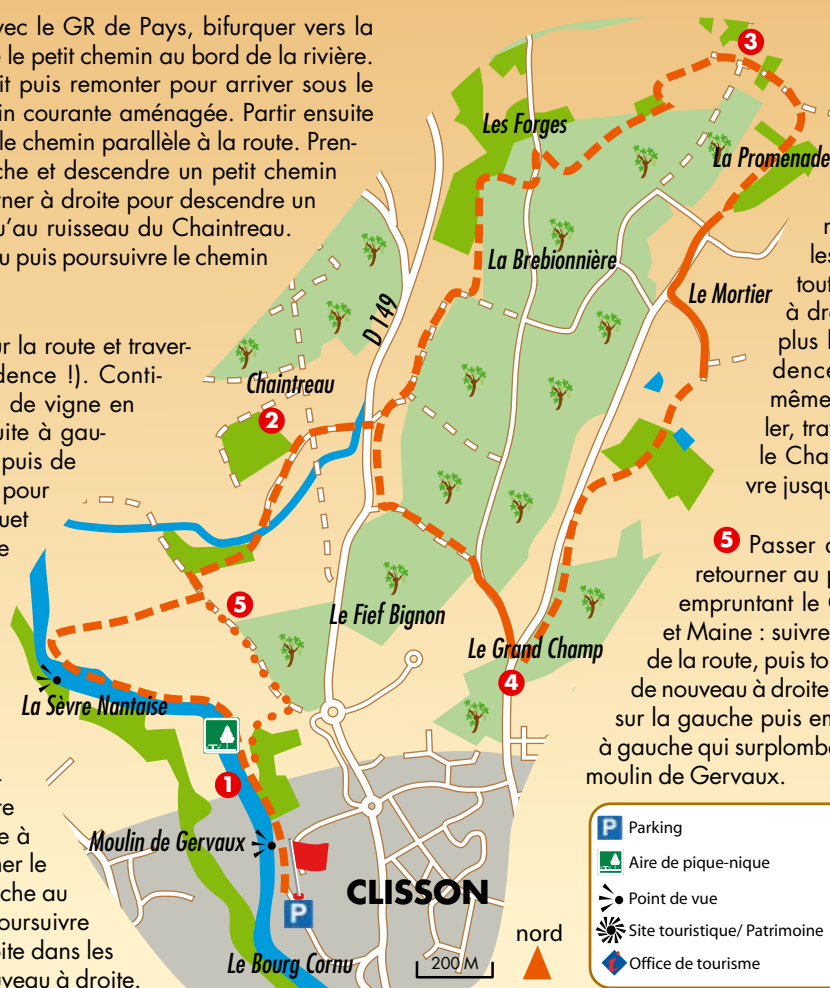 vec le GR de Pays, bifurquer vers la
le petit chemin au bord de la rivière.
it puis remonter pour arriver sous le
in courante aménagée. Partir ensuite
le chemin parallèle à la route. Pren-
che et descendre un petit chemin
rner à droite pour descendre un
u'au ruisseau du Chaintreau.
u puis poursuivre le chemin
ur la route et traver-
dence !). Conti-
de vigne en
uite à gau-
puis de
pour
uet
e
3
Les Forges
La Promenade
les
tout
à dr
plus l
dence
même
ler, tra
le Cha
vre jusqu
La Brebionnière
Le Mortier
D 149
Chaintreau
2
5
Le Fief Bignon
Le Grand Champ
4
5 Passer
retourner au p
empruntant le
et Maine : suivre
de la route, puis to
de nouveau à droite
sur la gauche puis em
à gauche qui surplomb
moulin de Gervaux.
La Sèvre Nantaise
1
Moulin de Gervaux
re
e à
er le
che au
oursuivre
ite dans les
uveau à droite.
CLISSON
P
Le Bourg Cornu
200 M
nord
P Parking
Aire de pique-nique
Point de vue
Site touristique/ Patrimoine
i Office de tourisme